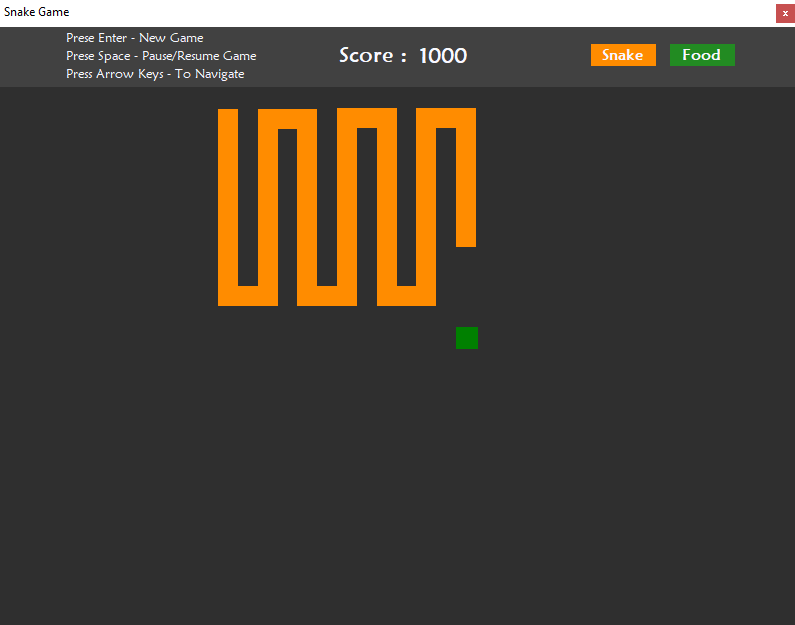 Snake Game
x
Prese Enter - New Game
Prese Space - Pause/Resume Game
Press Arrow Keys - To Navigate
Score : 1000
Snake
Food